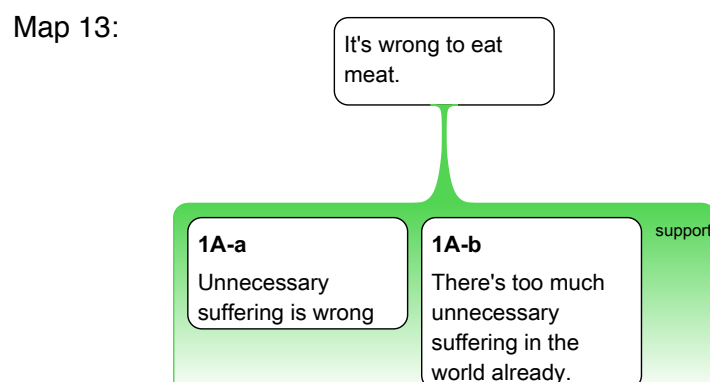 Map 13:
It's wrong to eat
meat.
1A-a
Unnecessary
suffering is wrong
1A-b
There's too much
unnecessary
suffering in the
world already.
support